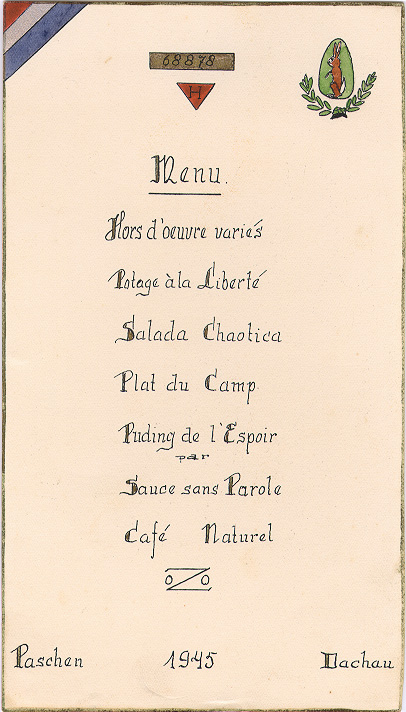 68878
H
Menu.
Hors d'oeuvre variés
Potage à la Liberté
Salada Chaotica
Plat du Camp
Puding de l'Espoir
par
Sauce sans Parole
Café Naturel
Paschen 1945 Dachau